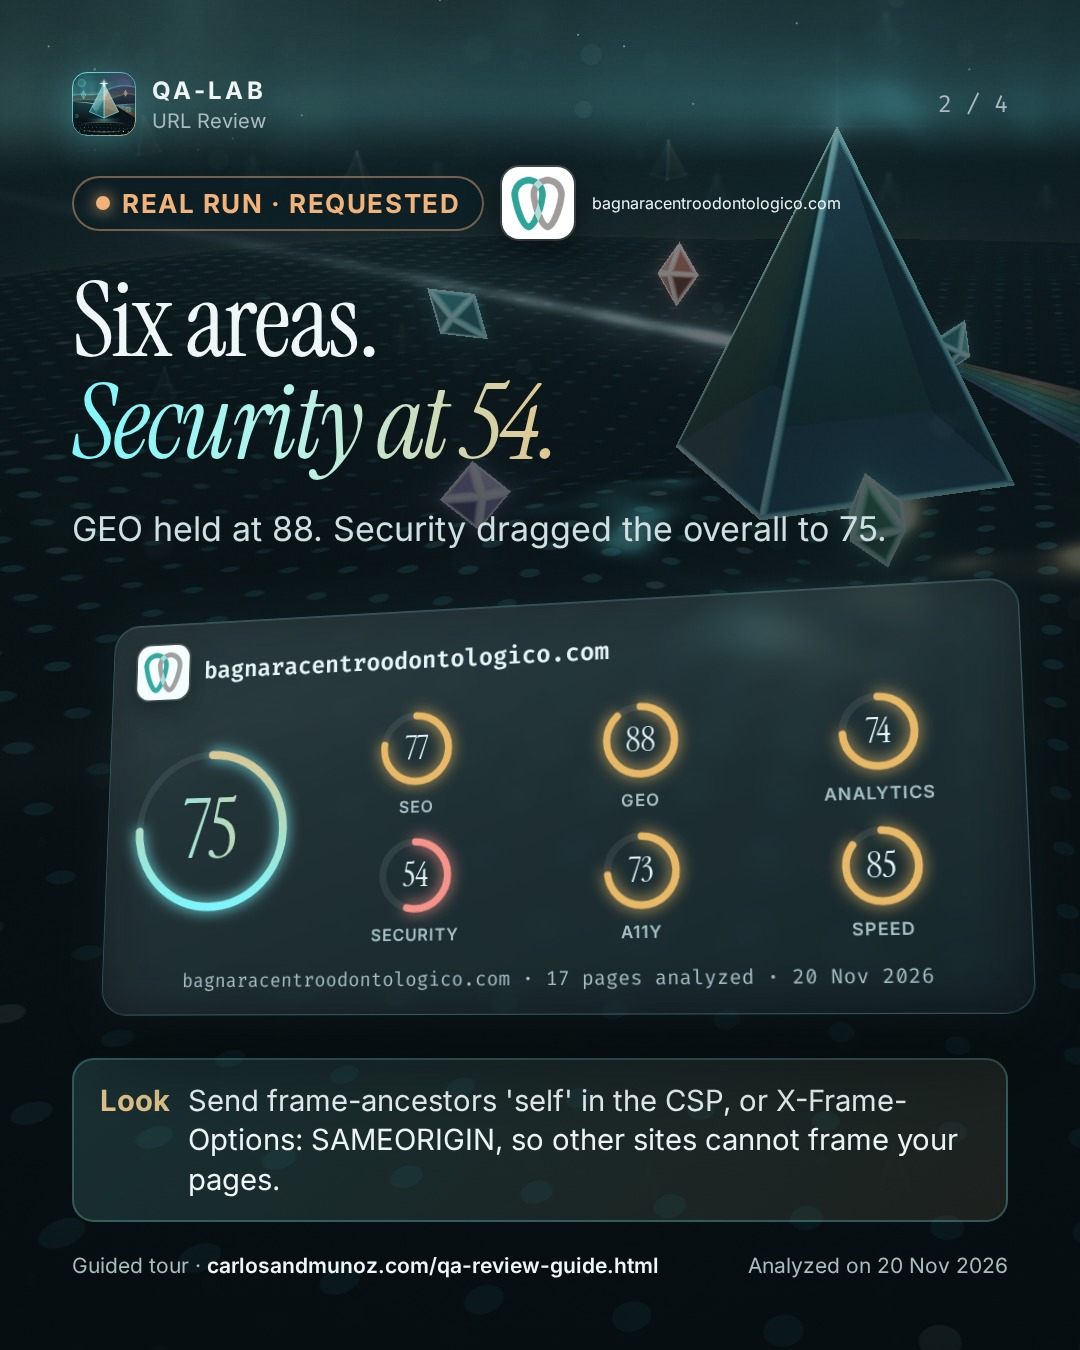 QA-LAB
URL Review
2 / 4
REAL RUN · REQUESTED
bagnaracentroodontologico.com
Six areas.
Security at 54.
GEO held at 88. Security dragged the overall to 75.
bagnaracentroodontologico.com
75
77
SEO
88
GEO
74
ANALYTICS
54
SECURITY
73
A11Y
85
SPEED
bagnaracentroodontologico.com · 17 pages analyzed · 20 Nov 2026
Look Send frame-ancestors 'self' in the CSP, or X-Frame-
Options: SAMEORIGIN, so other sites cannot frame your
pages.
Guided tour · carlosandmunoz.com/qa-review-guide.html
Analyzed on 20 Nov 2026